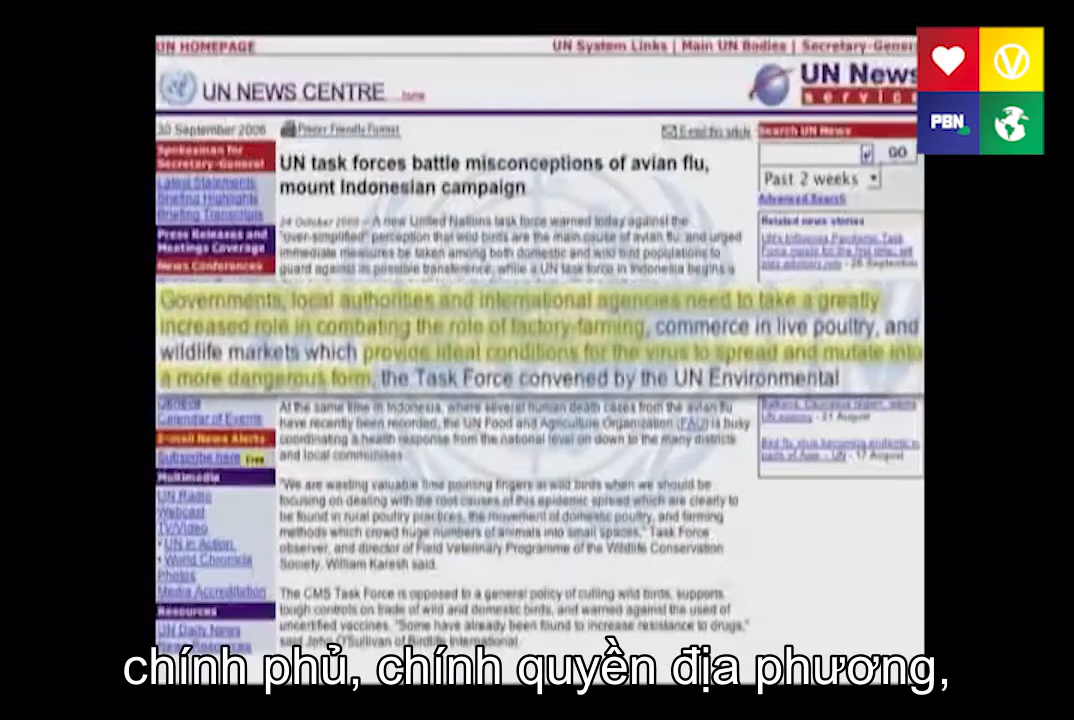 UN HOMEPAGE
UN System Links | Main UN Bodies | Secretary-Gener
UN NEWS CENTRE home
UN News
service
PBN
30 September 2006
Printer Friendly Format
E-mail this article
Search UN News
Spokesman for
Secretary-General
Latest Statements
Briefing Highlights
Briefing Transcripts
Press Releases and
Meetings Coverage
News Conferences
GO
Past 2 weeks
Advanced Search
Related news stories
UN task forces battle misconceptions of avian flu,
mount Indonesian campaign
24 October 2005 – A new United Nations task force warned today against the
"over-simplified" perception that wild birds are the main cause of avian flu and urged
immediate measures be taken among both domestic and wild bird populations to
guard against its possible transference, while a UN task force in Indonesia begins a
Governments, local authorities and international agencies need to take a greatly
increased role in combating the role of factory-farming, commerce in live poultry, and
wildlife markets which provide ideal conditions for the virus to spread and mutate into
a more dangerous form, the Task Force convened by the UN Environmental
Geneva
Calendar of Events
E-mail News Alerts
Subscribe here Free
Multimedia
UN Radio
Webcast
TV/Video
• UN in Action
• World Chronicle
Photos
Media Accreditation
Resources
UN Daily News
News Resources
At the same time in Indonesia, where several human death cases from the avian flu
have recently been recorded, the UN Food and Agriculture Organization (FAO) is busy
coordinating a health response from the national level on down to the many districts
and local communities.
"We are wasting valuable time pointing fingers at wild birds when we should be
focusing on dealing with the root causes of this epidemic spread which are clearly to
be found in rural poultry practices, the movement of domestic poultry, and farming
methods which crowd huge numbers of animals into small spaces," Task Force
observer, and director of Field Veterinary Programme of the Wildlife Conservation
Society, William Karesh said.
The CMS Task Force is opposed to a general policy of culling wild birds, supports
tough controls on trade of wild and domestic birds, and warned against the used of
uncertified vaccines. "Some have already been found to increase resistance to drugs,"
said John O'Sullivan of Birdlife International.
chính phủ, chính quyền địa phương,